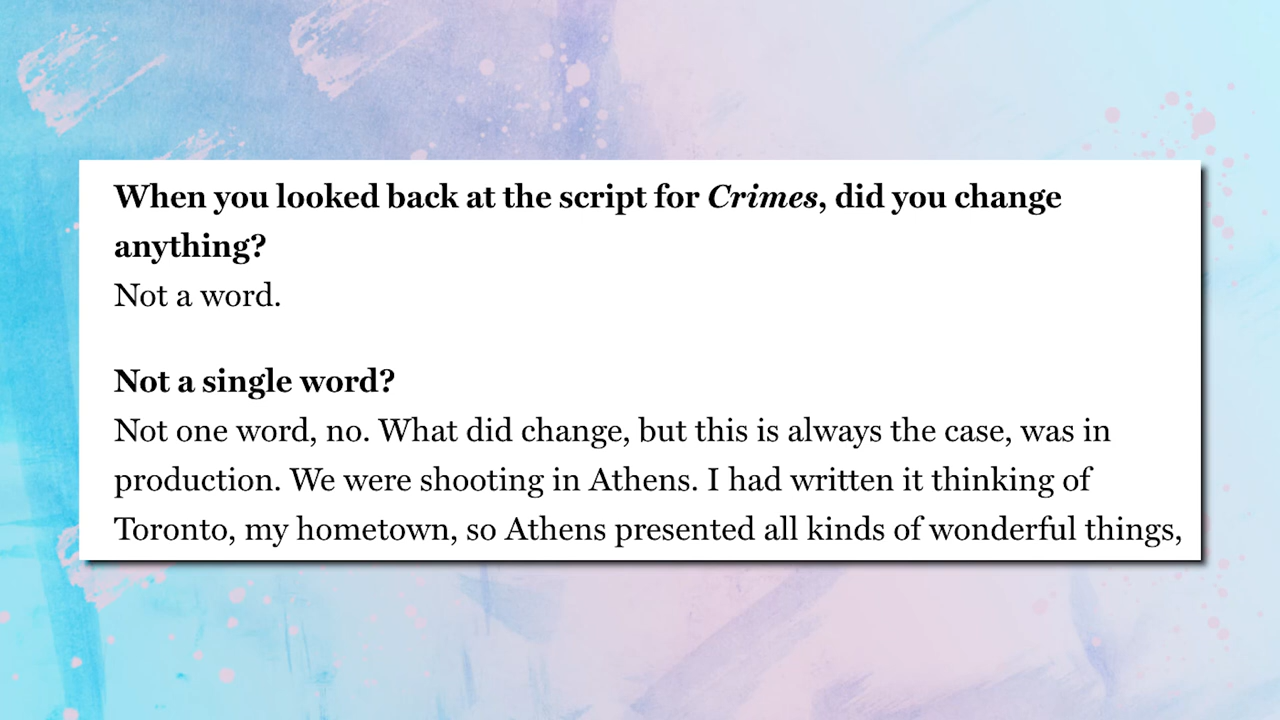 When you looked back at the script for Crimes, did you change
anything?
Not a word.
Not a single word?
Not one word, no. What did change, but this is always the case, was in
production. We were shooting in Athens. I had written it thinking of
Toronto, my hometown, so Athens presented all kinds of wonderful things,